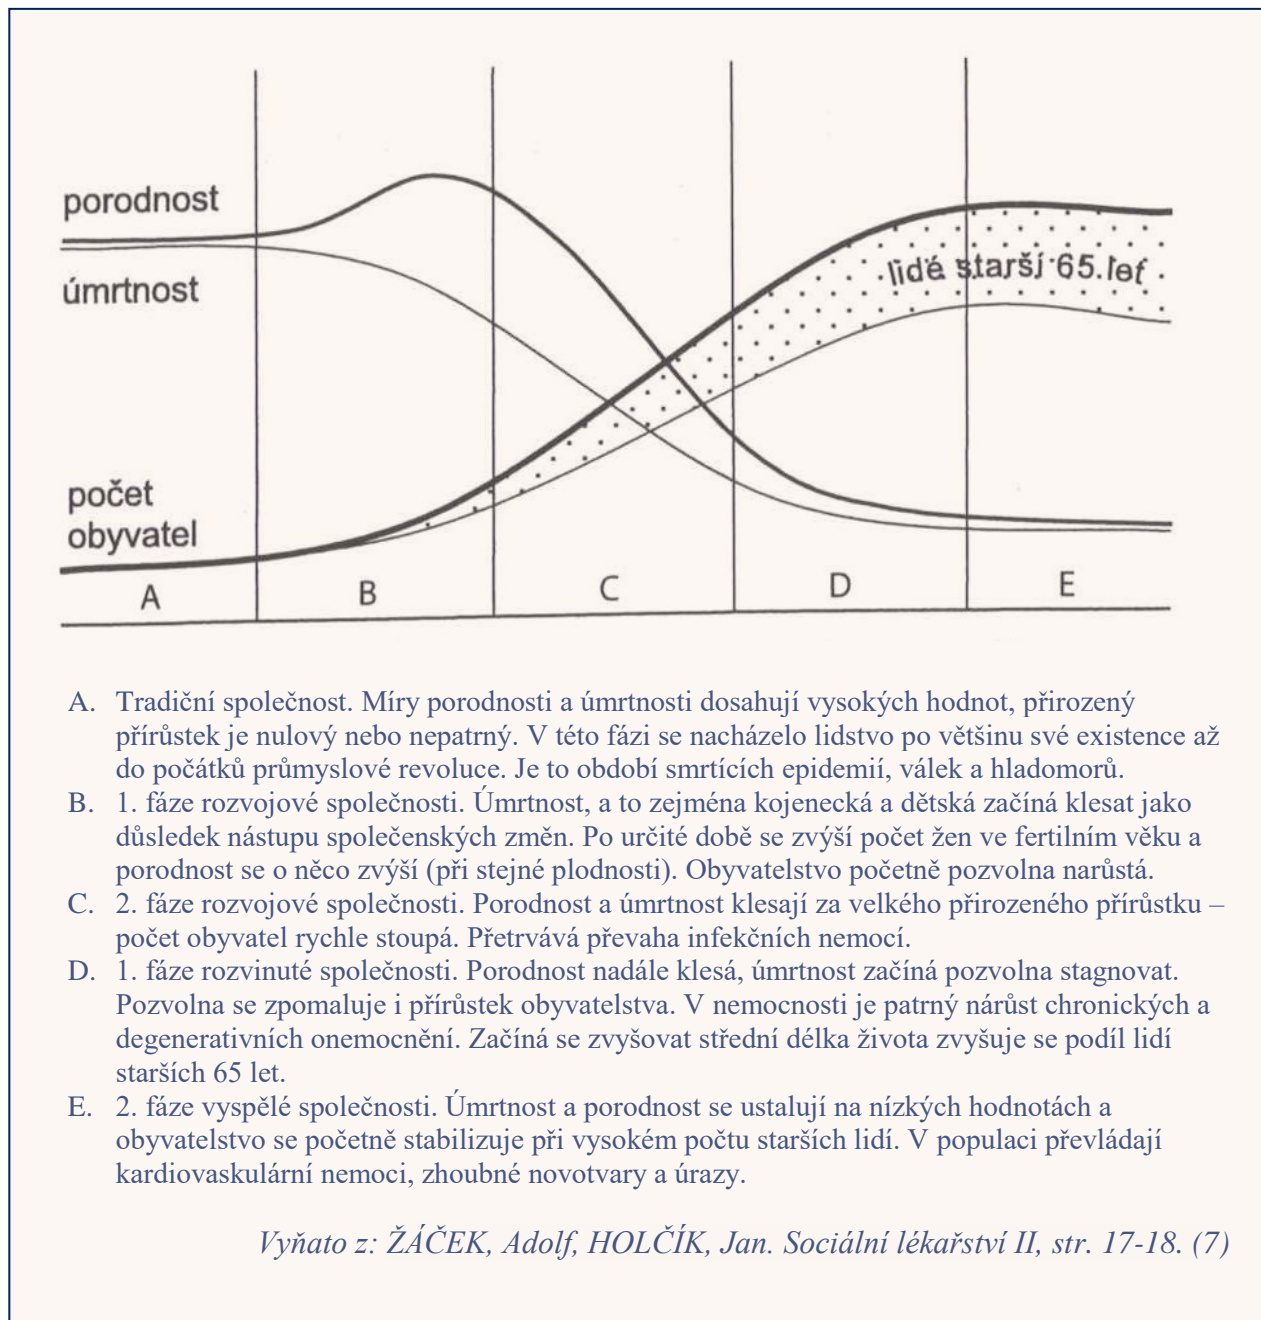 porodnost
úmrtnost
lidé starší 65 let
počet
obyvatel
A B C D E
A. Tradiční společnost. Míry porodnosti a úmrtnosti dosahují vysokých hodnot, přirozený
přírůstek je nulový nebo nepatrný. V této fázi se nacházelo lidstvo po většinu své existence až
do počátků průmyslové revoluce. Je to období smrtících epidemií, válek a hladomorů.
B. 1. fáze rozvojové společnosti. Úmrtnost, a to zejména kojenecká a dětská začíná klesat jako
důsledek nástupu společenských změn. Po určité době se zvýší počet žen ve fertilním věku a
porodnost se o něco zvýší (při stejné plodnosti). Obyvatelstvo početně pozvolna narůstá.
C. 2. fáze rozvojové společnosti. Porodnost a úmrtnost klesají za velkého přirozeného přírůstku –
počet obyvatel rychle stoupá. Přetrvává převaha infekčních nemocí.
D. 1. fáze rozvinuté společnosti. Porodnost nadále klesá, úmrtnost začíná pozvolna stagnovat.
Pozvolna se zpomaluje i přírůstek obyvatelstva. V nemocnosti je patrný nárůst chronických a
degenerativních onemocnění. Začíná se zvyšovat střední délka života zvyšuje se podíl lidí
starších 65 let.
E. 2. fáze vyspělé společnosti. Úmrtnost a porodnost se ustalují na nízkých hodnotách a
obyvatelstvo se početně stabilizuje při vysokém počtu starších lidí. V populaci převládají
kardiovaskulární nemoci, zhoubné novotvary a úrazy.
Vyňato z: ŽÁČEK, Adolf, HOLČÍK, Jan. Sociální lékařství II, str. 17-18. (7)